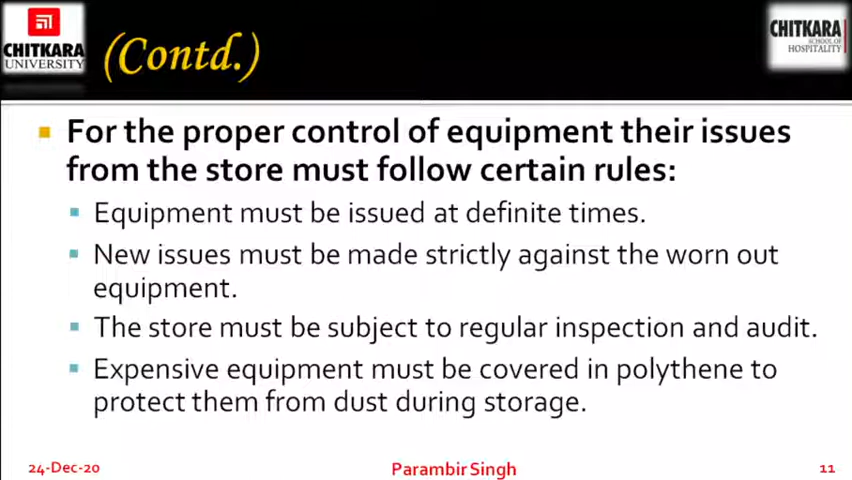 CHITKARA
UNIVERSITY
(Contd.)
CHITKARA
SCHOOL OF
HOSPITALITY
For the proper control of equipment their issues
from the store must follow certain rules:
Equipment must be issued at definite times.
New issues must be made strictly against the worn out
equipment.
The store must be subject to regular inspection and audit.
Expensive equipment must be covered in polythene to
protect them from dust during storage.
24-Dec-20
Parambir Singh
11